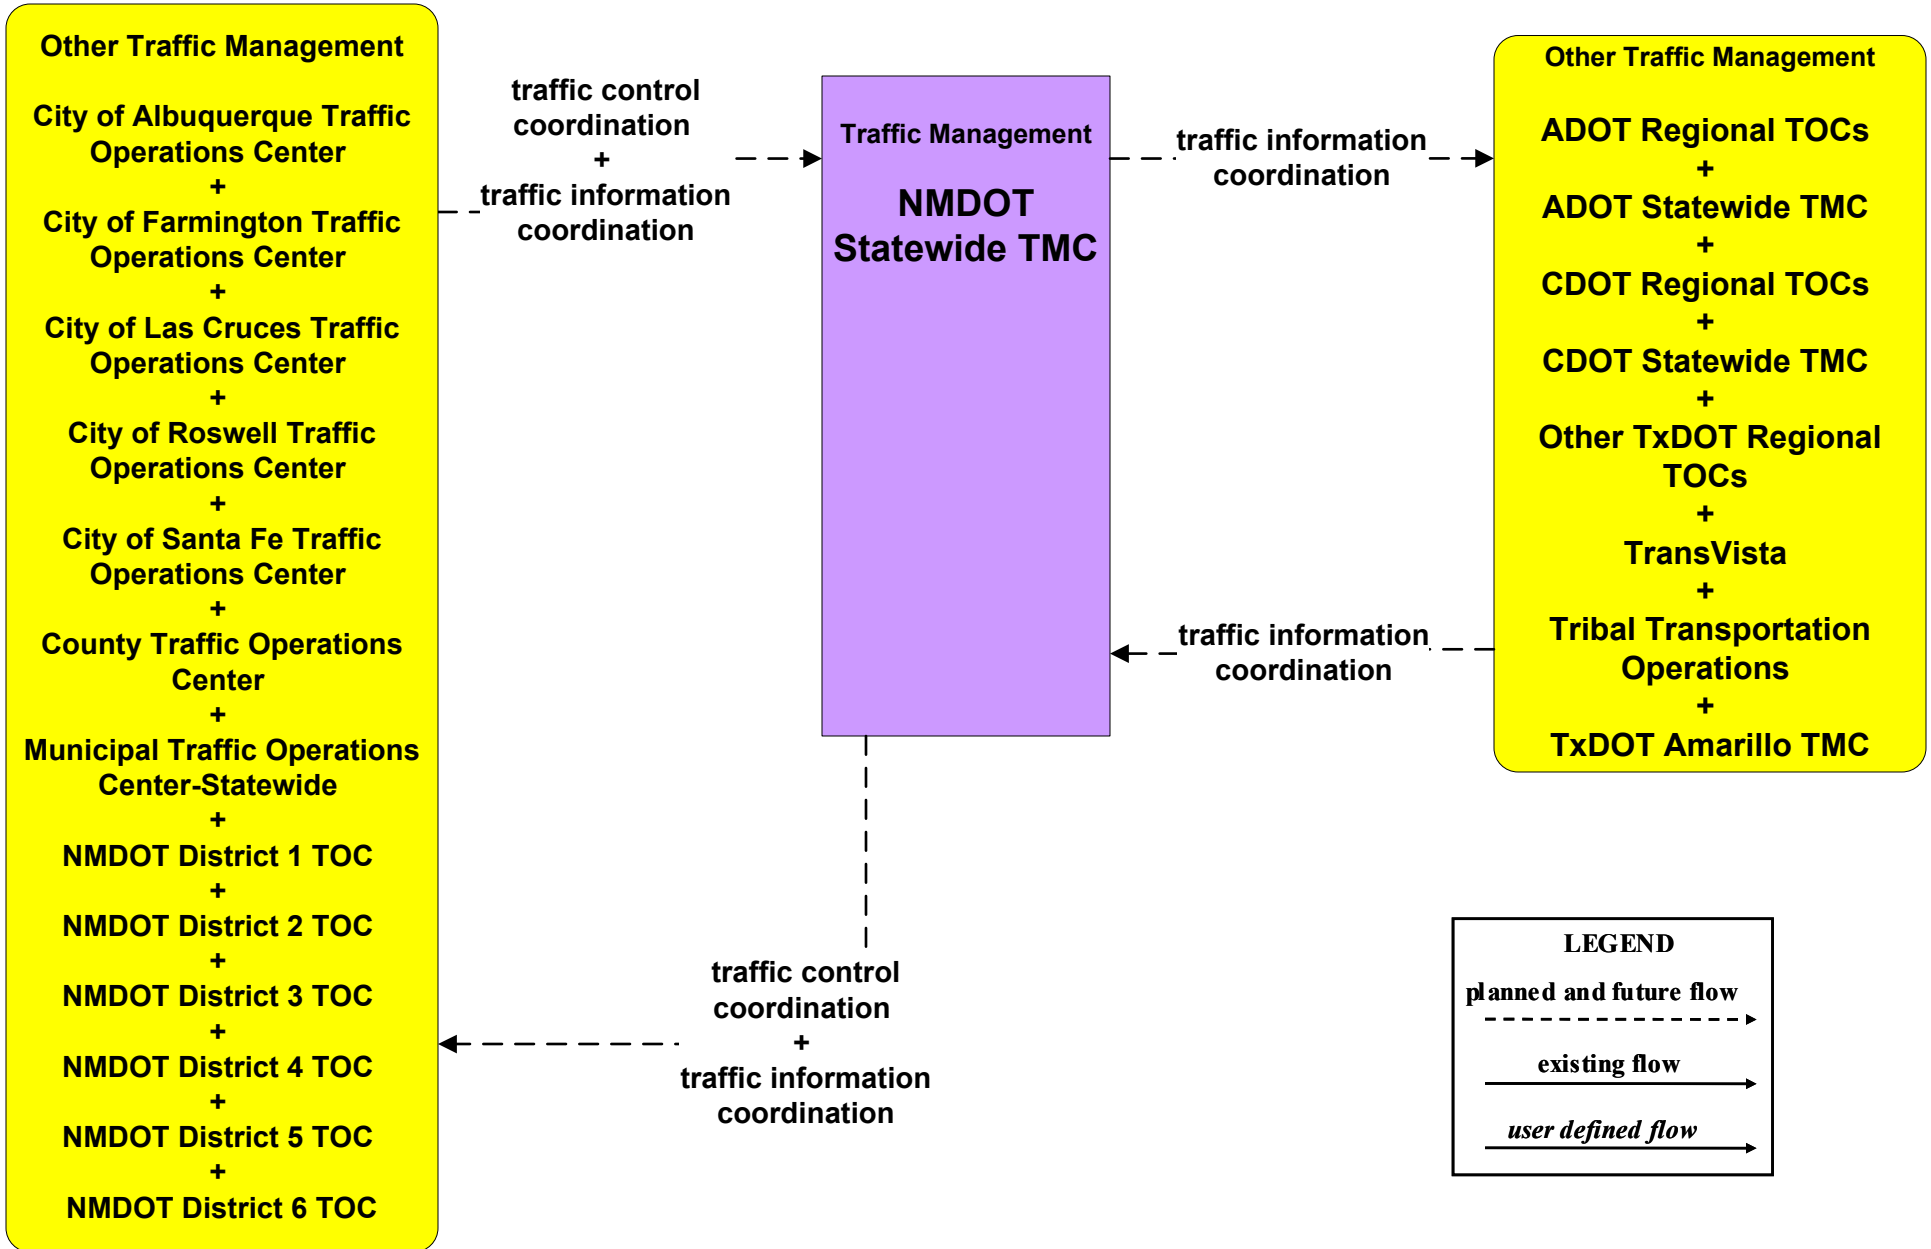 Other Traffic Management
City of Albuquerque Traffic
Operations Center
+
City of Farmington Traffic
Operations Center
+
City of Las Cruces Traffic
Operations Center
+
City of Roswell Traffic
Operations Center
+
City of Santa Fe Traffic
Operations Center
+
County Traffic Operations
Center
+
Municipal Traffic Operations
Center-Statewide
+
NMDOT District 1 TOC
+
NMDOT District 2 TOC
+
NMDOT District 3 TOC
+
NMDOT District 4 TOC
+
NMDOT District 5 TOC
+
NMDOT District 6 TOC
traffic control
coordination
+
traffic information
coordination
Traffic Management
NMDOT
Statewide TMC
traffic information
coordination
traffic information
coordination
traffic control
coordination
+
traffic information
coordination
Other Traffic Management
ADOT Regional TOCs
+
ADOT Statewide TMC
+
CDOT Regional TOCs
+
CDOT Statewide TMC
+
Other TxDOT Regional
TOCs
+
TransVista
+
Tribal Transportation
Operations
+
TxDOT Amarillo TMC
LEGEND
planned and future flow
existing flow
user defined flow